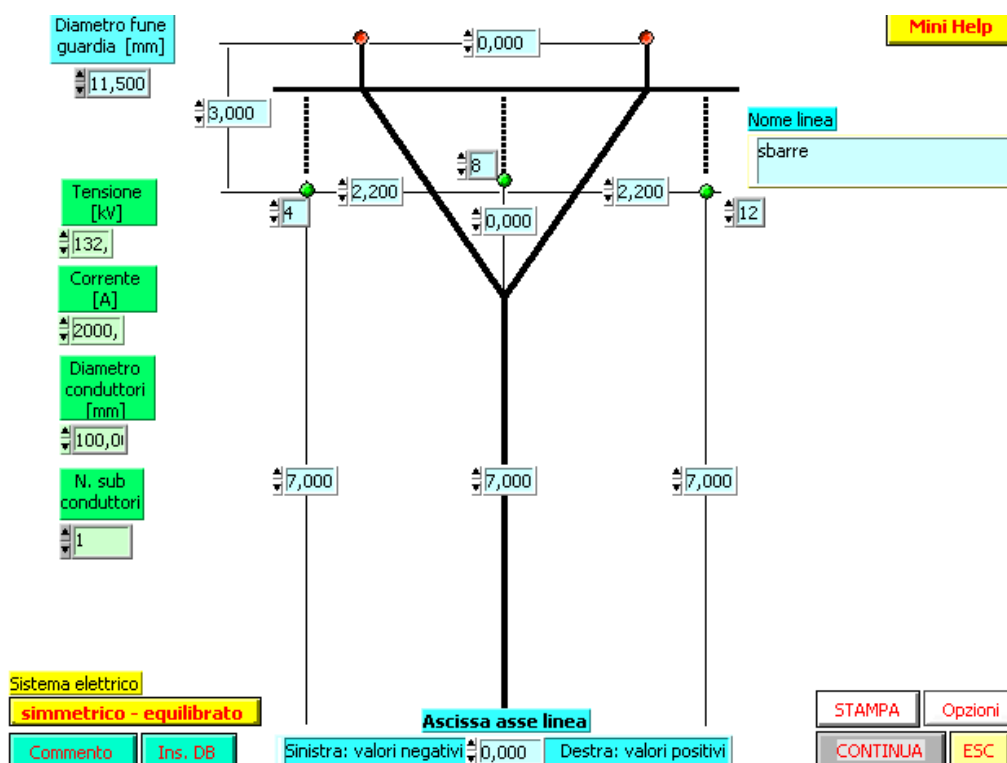 Diametro fune
guardia [mm]
11,500
0,000
Mini Help
3,000
Nome linea
sbarre
8
2,200
2,200
4
0,000
12
Tensione
[kV]
132,
Corrente
[A]
2000,
Diametro
conduttori
[mm]
100,0
N. sub
conduttori
1
7,000
7,000
7,000
Sistema elettrico
simmetrico - equilibrato
Commento
Ins. DB
Ascissa asse linea
Sinistra: valori negativi
0,000
Destra: valori positivi
STAMPA
Opzioni
CONTINUA
ESC